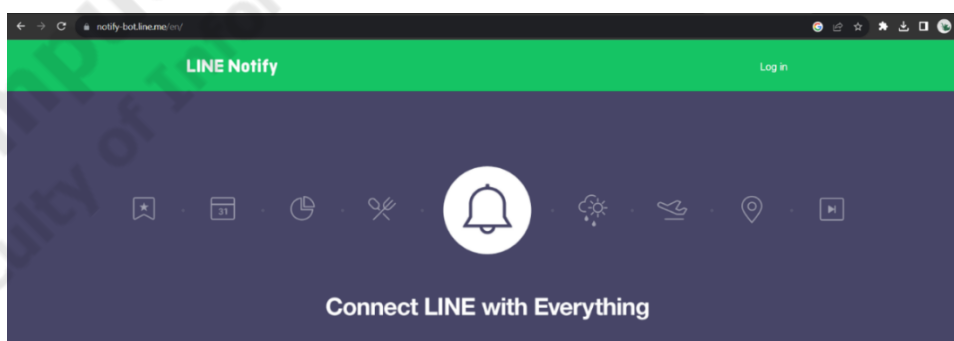 notify-bot.line.me/en/
LINE Notify
Log in
31
Connect LINE with Everything